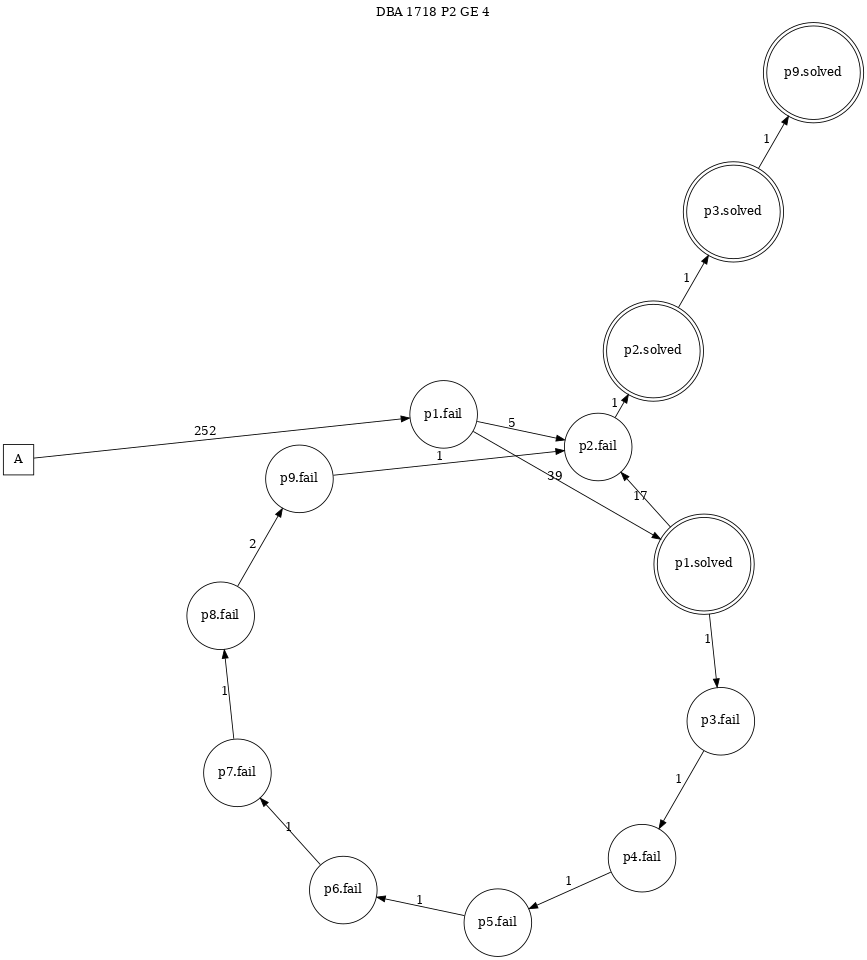 DBA 1718 P2 GE 4
p9.solved
1
p3.solved
1
p2.solved
1
p1.fail
5
252
p2.fail
A
1
p9.fail
39
17
2
p1.solved
p8.fail
1
1
p3.fail
p7.fail
1
1
p4.fail
1
p6.fail
1
p5.fail